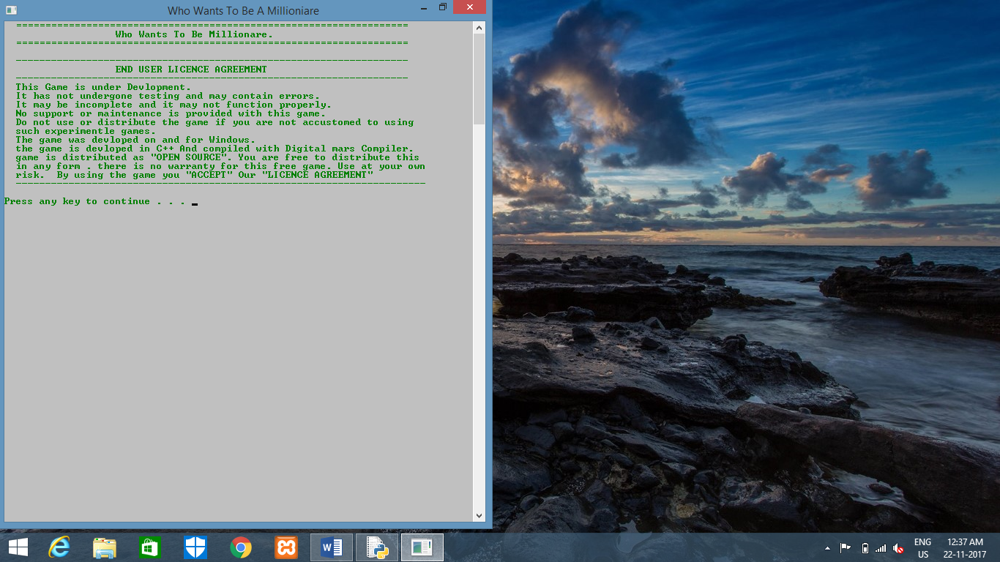 Who Wants To Be A Millioniare
===================================================================
Who Wants To Be Millionare.
===================================================================
-------------------------------------------------------------------
END USER LICENCE AGREEMENT
-------------------------------------------------------------------
This Game is under Devlopment.
It has not undergone testing and may contain errors.
It may be incomplete and it may not function properly.
No support or maintenance is provided with this game.
Do not use or distribute the game if you are not accustomed to using
such experimentle games.
The game was devloped on and for Windows.
the game is devloped in C++ And compiled with Digital mars Compiler.
game is distributed as "OPEN SOURCE". You are free to distribute this
in any form . there is no warranty for this free game. Use at your own
risk.  By using the game you "ACCEPT" Our "LICENCE AGREEMENT"
----------------------------------------------------------------------
Press any key to continue . . .
ENG 12:37 AM
US 22-11-2017